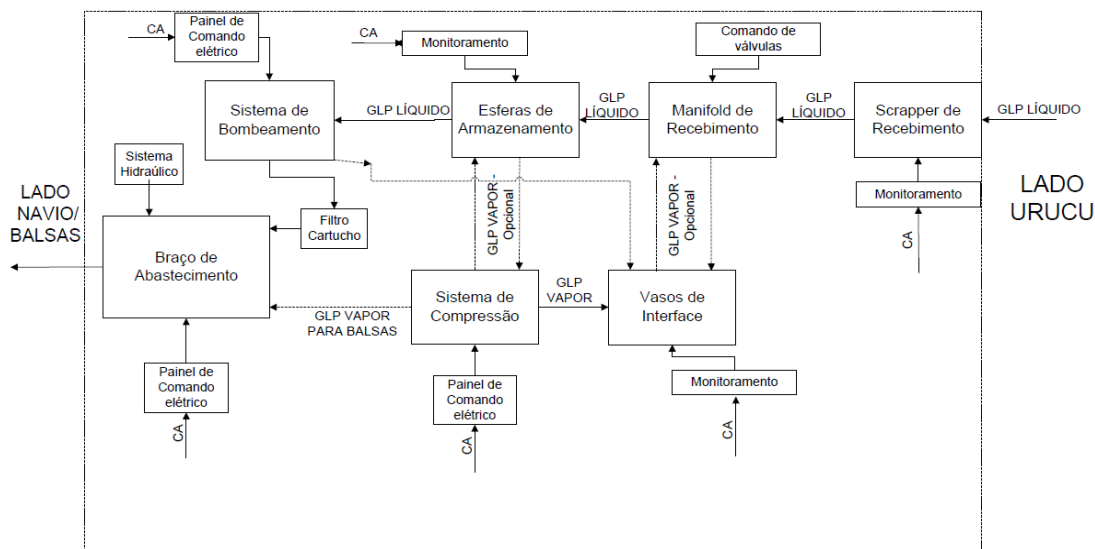 CA
Painel de
Comando
elétrico
CA
Monitoramento
Comando de
válvulas
Sistema de
Bombeamento
GLP LÍQUIDO
Esferas de
Armazenamento
GLP
LÍQUIDO
Manifold de
Recebimento
GLP
LÍQUIDO
Scrapper de
Recebimento
GLP LÍQUIDO
Sistema
Hidraúlico
LADO
NAVIO/
BALSAS
Filtro
Cartucho
GLP VAPOR -
Opcional
GLP VAPOR -
Opcional
Monitoramento
CA
LADO
URUCU
Braço de
Abastecimento
GLP VAPOR
PARA BALSAS
Sistema de
Compressão
GLP
VAPOR
Vasos de
Interface
Painel de
Comando
elétrico
CA
Painel de
Comando
elétrico
CA
Monitoramento
CA